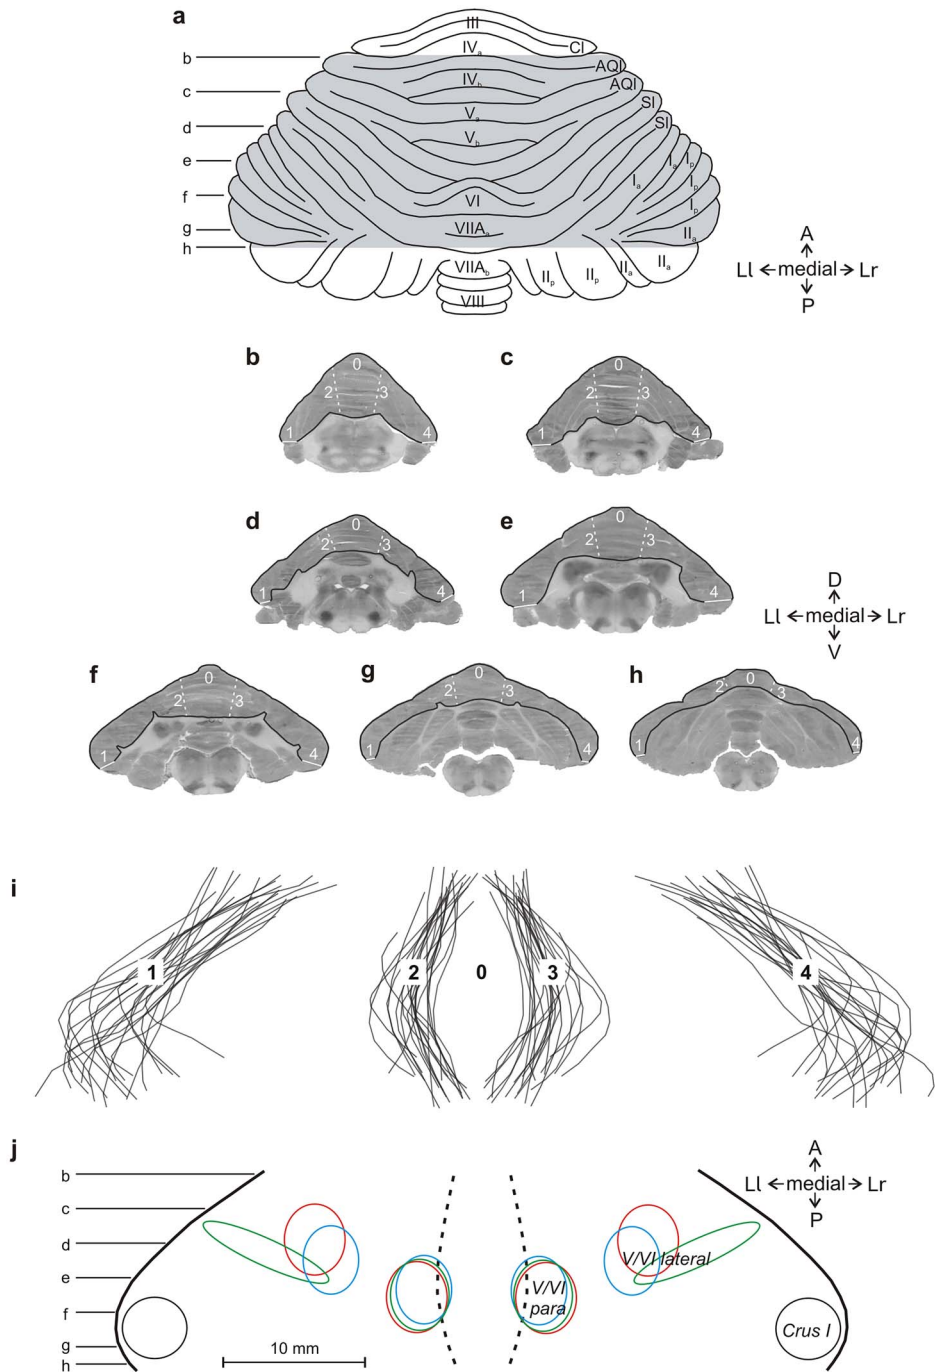 a
III
IVa
Cl
b
AQl
IVb
AQl
c
Va
Sl
d
Vb
Sl
e
Ia
Ip
Ia
Ip
f
VI
Ip
g
VIIAa
IIa
h
VIIAb
IIp
IIp
IIa
IIa
VIII
A
Ll medial Lr
P
b
0
2 3
1 4
c
0
2 3
1 4
d
0
2 3
1 4
e
0
2 3
1 4
D
Ll medial Lr
V
f
0
2 3
1 4
g
0
2 3
1 4
h
0
2 3
1 4
i
1 2 0 3 4
j
A
Ll medial Lr
P
b
c
d
e
f
g
h
V/VI lateral
V/VI
para
Crus I
10 mm